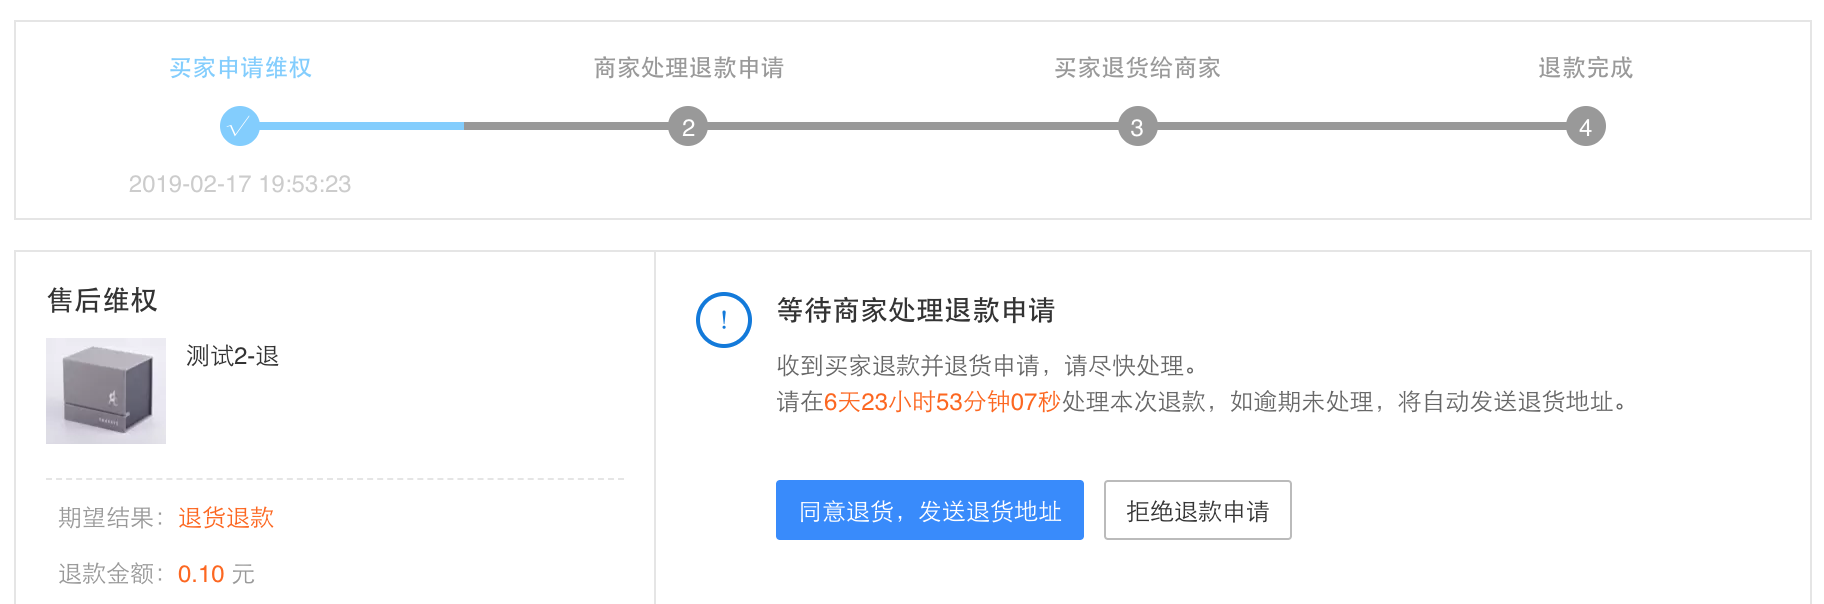 买家申请维权
商家处理退款申请
买家退货给商家
退款完成
2
3
4
2019-02-17 19:53:23
售后维权
测试2-退
期望结果：退货退款
退款金额：0.10 元
!
等待商家处理退款申请
收到买家退款并退货申请，请尽快处理。
请在6天23小时53分钟07秒处理本次退款，如逾期未处理，将自动发送退货地址。
同意退货，发送退货地址
拒绝退款申请